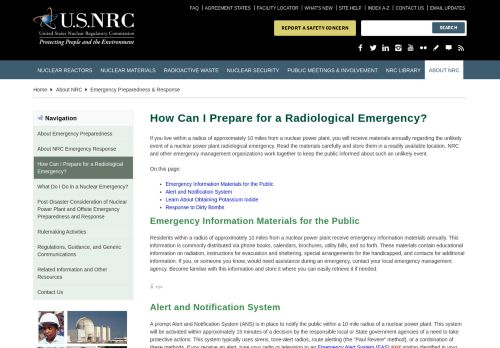 FAQ | AGREEMENT STATES | FACILITY LOCATOR | WHAT'S NEW | SITE HELP | INDEX A-Z | CONTACT US | EMAIL UPDATES
U.S.NRC
United States Nuclear Regulatory Commission
Protecting People and the Environment
REPORT A SAFETY CONCERN
SEARCH
NUCLEAR REACTORS
NUCLEAR MATERIALS
RADIOACTIVE WASTE
NUCLEAR SECURITY
PUBLIC MEETINGS & INVOLVEMENT
NRC LIBRARY
ABOUT NRC
Home
About NRC
Emergency Preparedness & Response
Navigation
About Emergency Preparedness
About NRC Emergency Response
How Can I Prepare for a Radiological
Emergency?
What Do I Do in a Nuclear Emergency?
Post-Disaster Consideration of Nuclear
Power Plant and Offsite Emergency
Preparedness and Response
Rulemaking Activities
Regulations, Guidance, and Generic
Communications
Related Information and Other
Resources
Contact Us
How Can I Prepare for a Radiological Emergency?
If you live within a radius of approximately 10 miles from a nuclear power plant, you will receive materials annually regarding the unlikely
event of a nuclear power plant radiological emergency. Read the materials carefully and store them in a readily available location. NRC
and other emergency management organizations work together to keep the public informed about such an unlikely event.
On this page:
Emergency Information Materials for the Public
Alert and Notification System
Learn About Obtaining Potassium Iodide
Response to Dirty Bombs
Emergency Information Materials for the Public
Residents within a radius of approximately 10 miles from a nuclear power plant receive emergency information materials annually. This
information is commonly distributed via phone books, calendars, brochures, utility bills, and so forth. These materials contain educational
information on radiation, instructions for evacuation and sheltering, special arrangements for the handicapped, and contacts for additional
information. If you, or someone you know, would need assistance during an emergency, contact your local emergency management
agency. Become familiar with this information and store it where you can easily retrieve it if needed.
TOP
Alert and Notification System
A prompt Alert and Notification System (ANS) is in place to notify the public within a 10 mile radius of a nuclear power plant. This system
will be activated within approximately 15 minutes of a decision by the responsible local or State government agencies of a need to take
protective actions. This system typically uses sirens, tone-alert radios, route alerting (the "Paul Revere" method), or a combination of
these methods. If you receive an alert, tune your radio or television to an Emergency Alert System (EAS) station identified in your